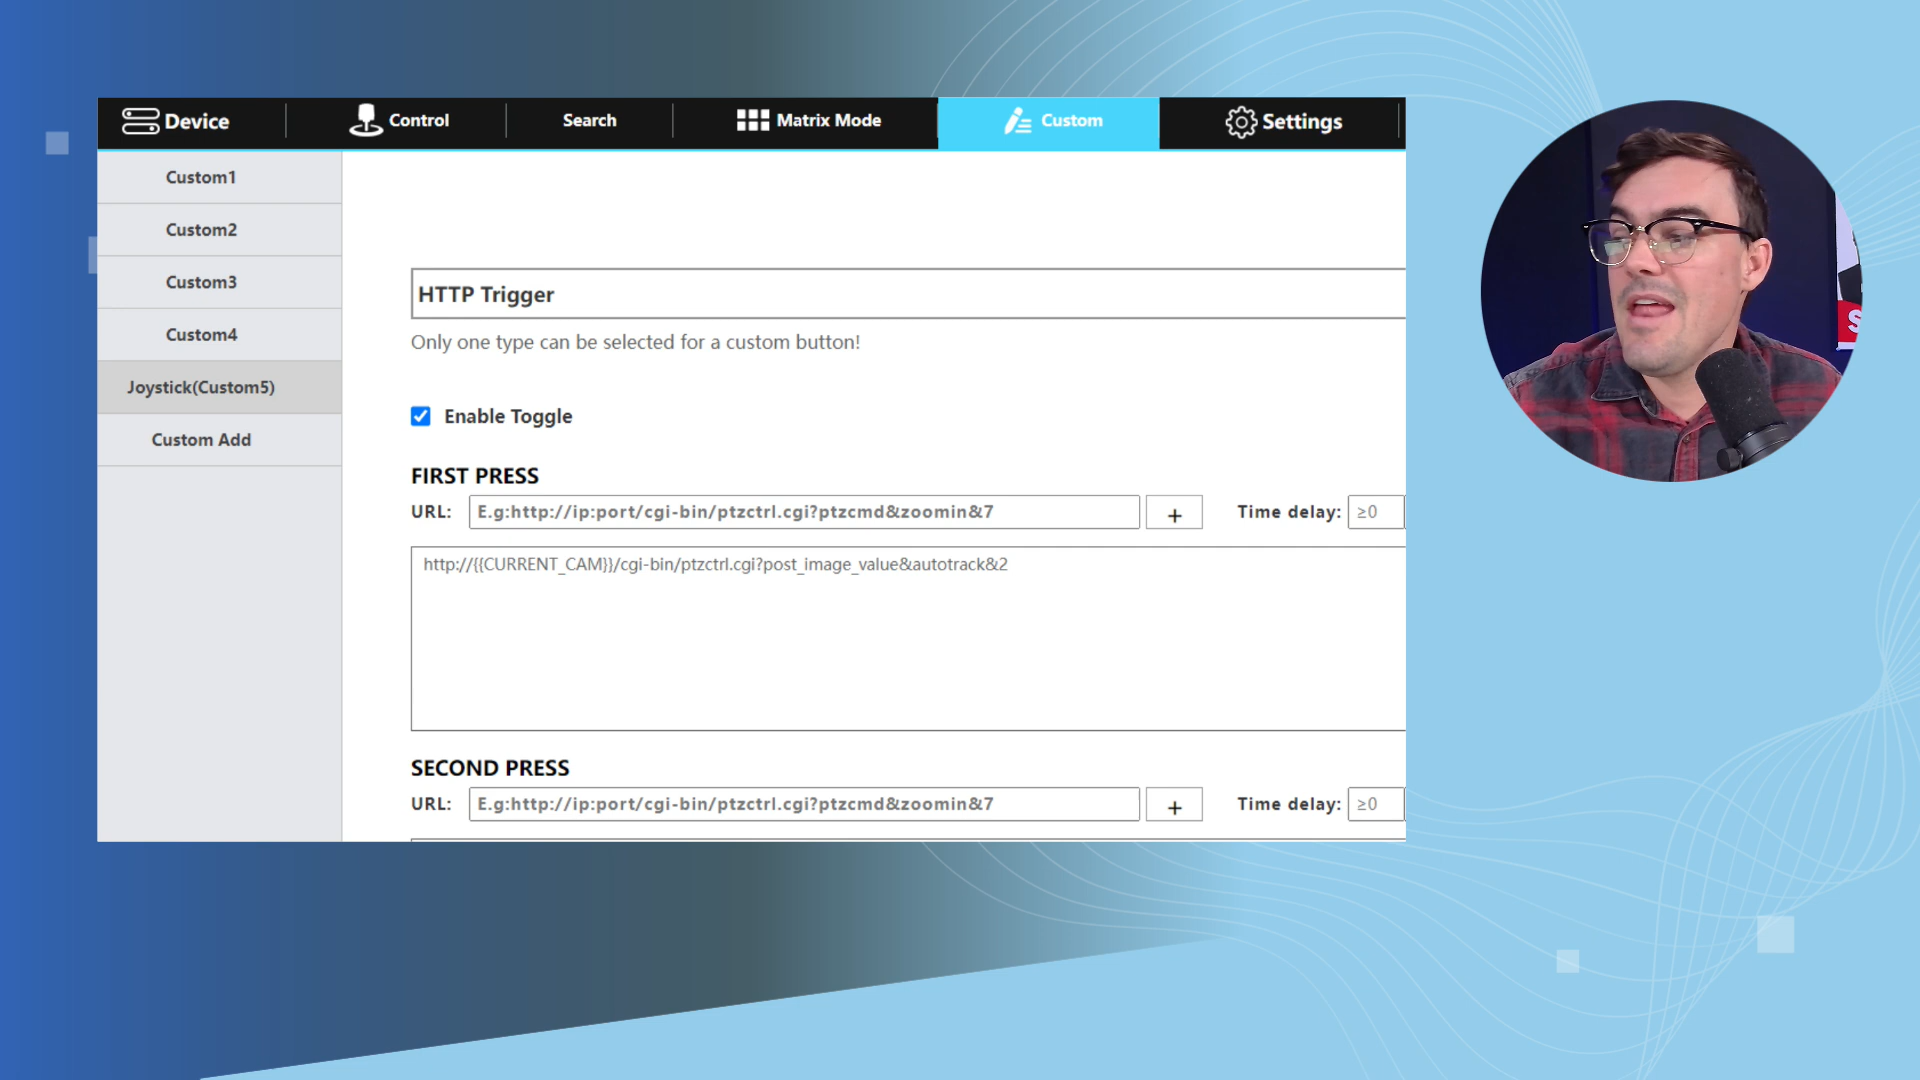 Device Control Search Matrix Mode Custom Settings
Custom1
Custom2
Custom3
Custom4
Joystick(Custom5)
Custom Add
HTTP Trigger
Only one type can be selected for a custom button!
Enable Toggle
FIRST PRESS
URL: E.g:http://ip:port/cgi-bin/ptzctrl.cgi?ptzcmd&zoomin&7 + Time delay: ≥0
http://{{CURRENT_CAM}}/cgi-bin/ptzctrl.cgi?post_image_value&autotrack&2
SECOND PRESS
URL: E.g:http://ip:port/cgi-bin/ptzctrl.cgi?ptzcmd&zoomin&7 + Time delay: ≥0
S